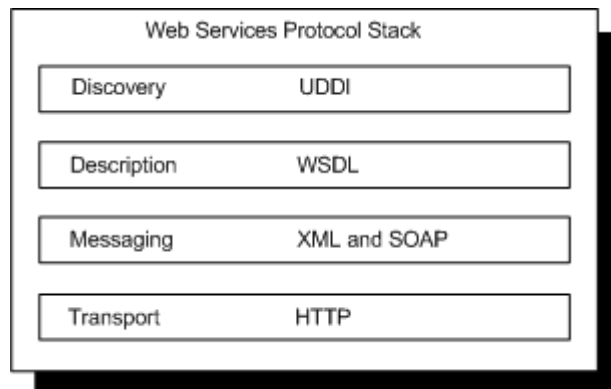 Web Services Protocol Stack
Discovery UDDI
Description WSDL
Messaging XML and SOAP
Transport HTTP